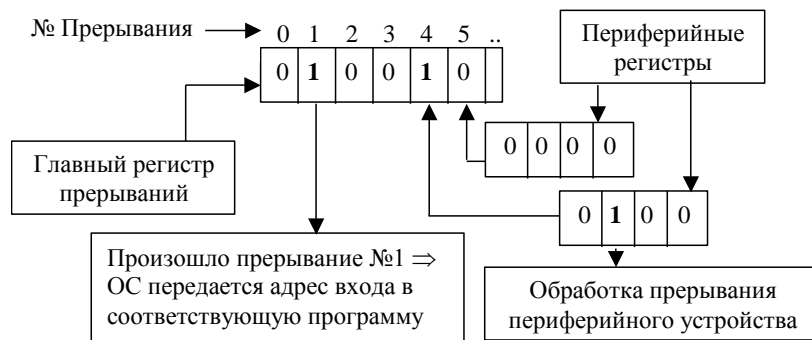 № Прерывания
0 1 2 3 4 5 ..
0 1 0 0 1 0
Периферийные
регистры
0 0 0 0
Главный регистр
прерываний
0 1 0 0
Произошло прерывание №1 ⇒
ОС передается адрес входа в
соответствующую программу
Обработка прерывания
периферийного устройства